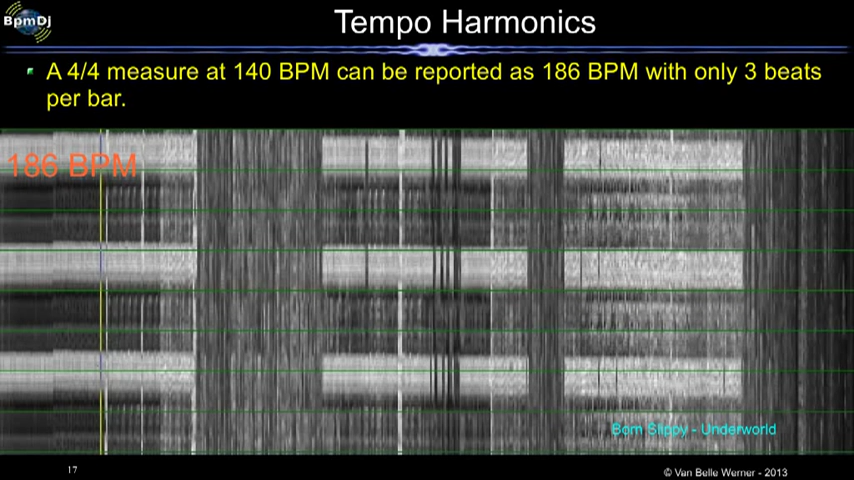 BpmDj
Tempo Harmonics
A 4/4 measure at 140 BPM can be reported as 186 BPM with only 3 beats
per bar.
186 BPM
Born Slippy - Underworld
17
© Van Belle Werner - 2013